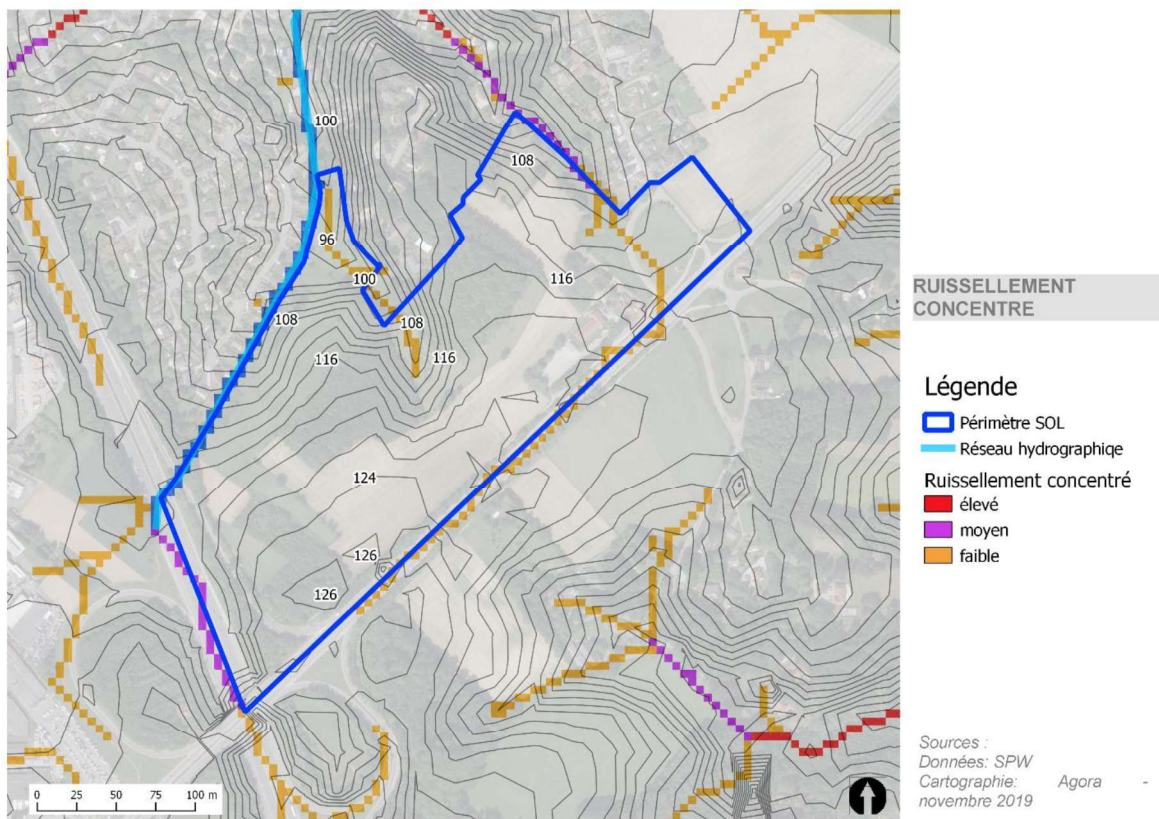 100
108
96
100
116
108
108
116
116
124
126
126
0 25 50 75 100 m
RUISSELLEMENT
CONCENTRE
Légende
Périmètre SOL
Réseau hydrographiqe
Ruissellement concentré
élevé
moyen
faible
Sources :
Données: SPW
Cartographie: Agora -
novembre 2019